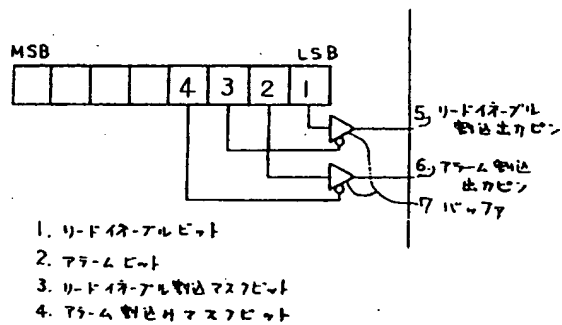 MSB LSB
4 3 2 1
5, リードイネーブル
割込出力ピン
6, アラーム割込
出力ピン
7 バッファ
1. リードイネーブルビット
2. アラームビット
3. リードイネーブル割込マスクビット
4. アラーム割込みマスクビット